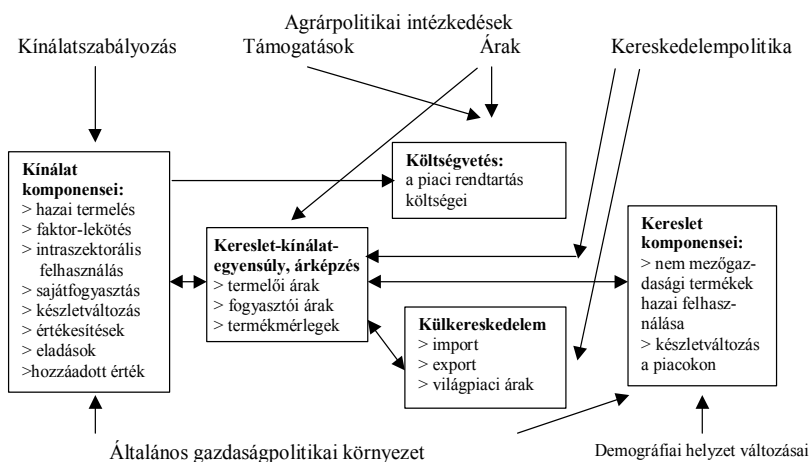 Agrárpolitikai intézkedések
Kínálatszabályozás
Támogatások
Árak
Kereskedelempolitika
Kínálat
komponensei:
> hazai termelés
> faktor-lekötés
> intraszektorális
felhasználás
> sajátfogyasztás
> készletváltozás
> értékesítések
> eladások
>hozzáadott érték
Költségvetés:
a piaci rendtartás
költségei
Kereslet-kínálat-
egyensúly, árképzés
> termelői árak
> fogyasztói árak
> termékmérlegek
Külkereskedelem
> import
> export
> világpiaci árak
Kereslet
komponensei:
> nem mezőgaz-
dasági termékek
hazai felhasz-
nálása
> készletváltozás
a piacokon
Általános gazdaságpolitikai környezet
Demográfiai helyzet változásai